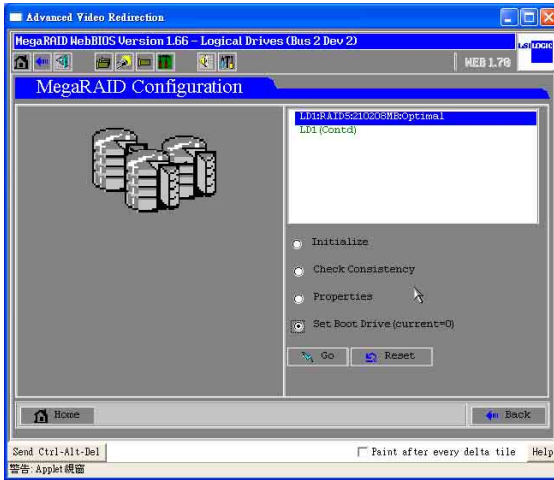 Advanced Video Redirection
MegaRAID WebBIOS Version 1.66 - Logical Drives (Bus 2 Dev 2)
LSI LOGIC
WEB 1.78
MegaRAID Configuration
LD1:RAID5:210208MB:Optimal
LD1(Contd)
Initialize
Check Consistency
Properties
Set Boot Drive(current=0)
Go
Reset
Home
Back
Send Ctrl-Alt-Del
Paint after every delta tile
Help
警告: Applet 視窗